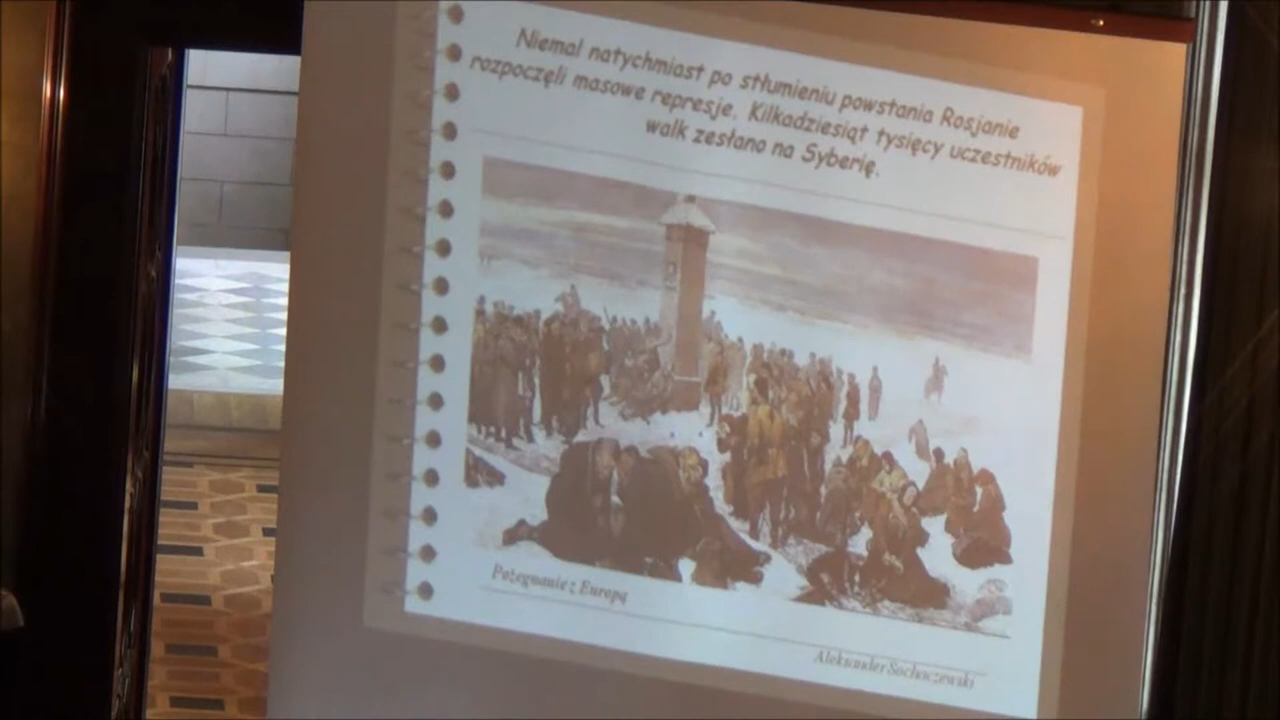 Niemal natychmiast po stłumieniu powstania Rosjanie
rozpoczęli masowe represje. Kilkadziesiąt tysięcy uczestników
walk zesłano na Syberię.
Pożegnanie z Europą
Aleksander Sochaczewski